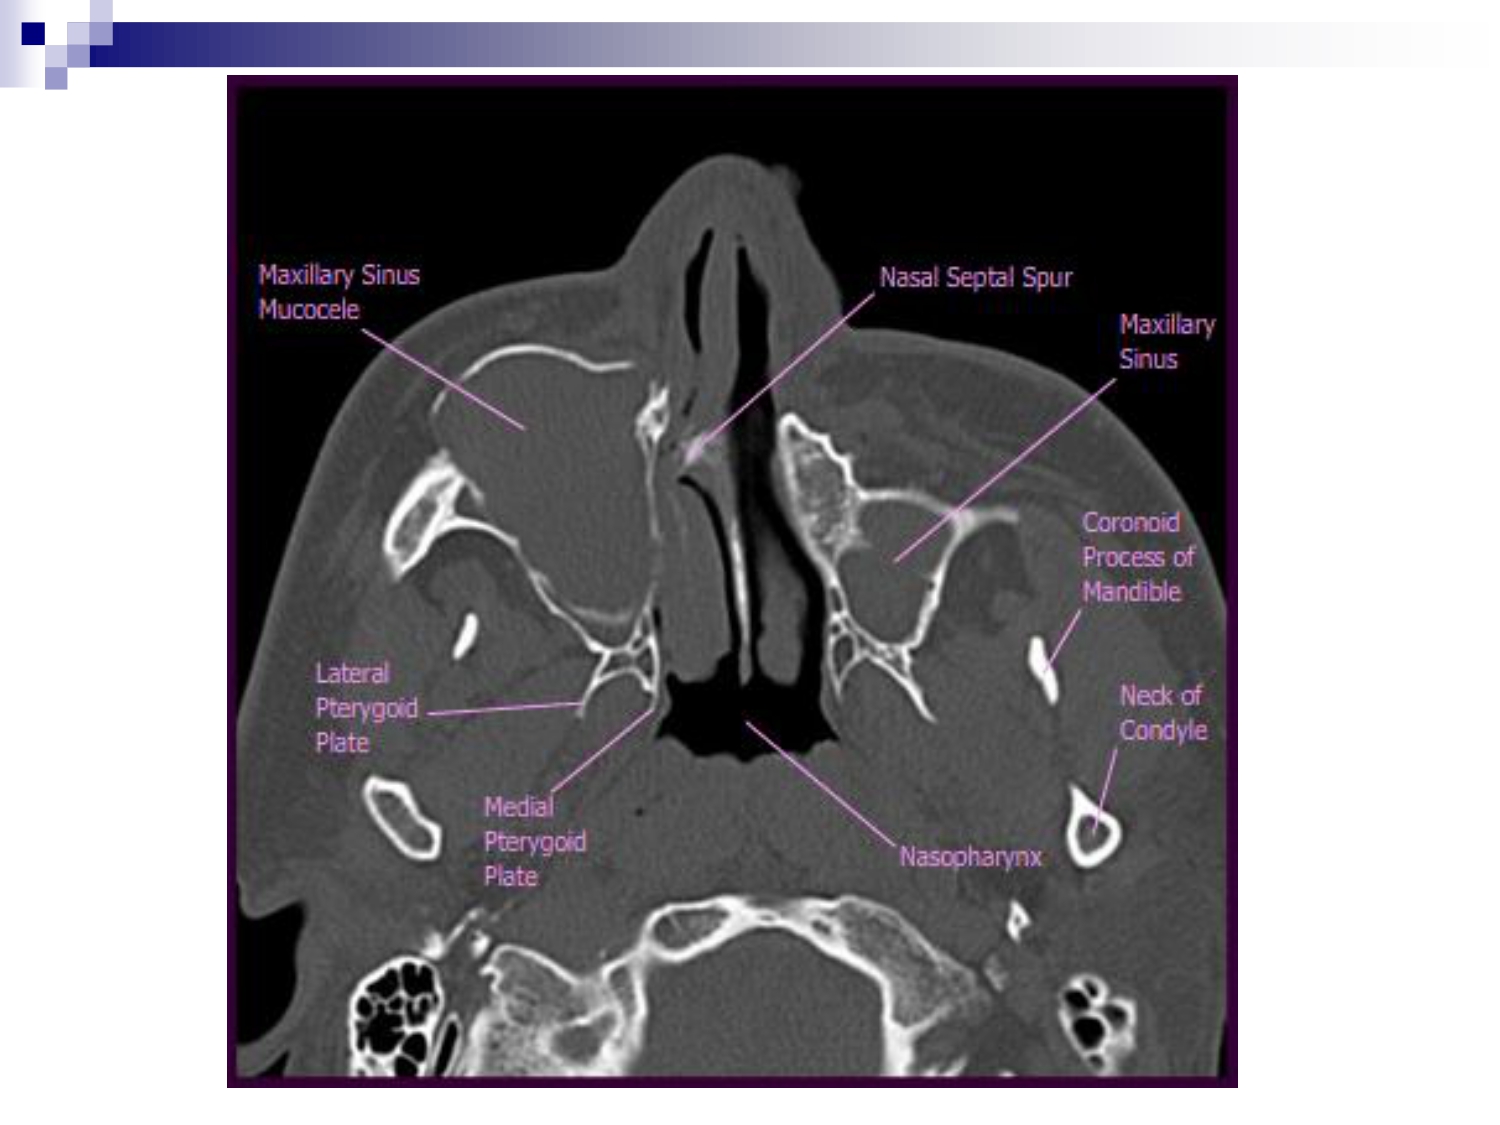 Maxillary Sinus
Mucocele
Nasal Septal Spur
Maxillary
Sinus
Coronoid
Process of
Mandible
Lateral
Pterygoid
Plate
Neck of
Condyle
Medial
Pterygoid
Plate
Nasopharynx